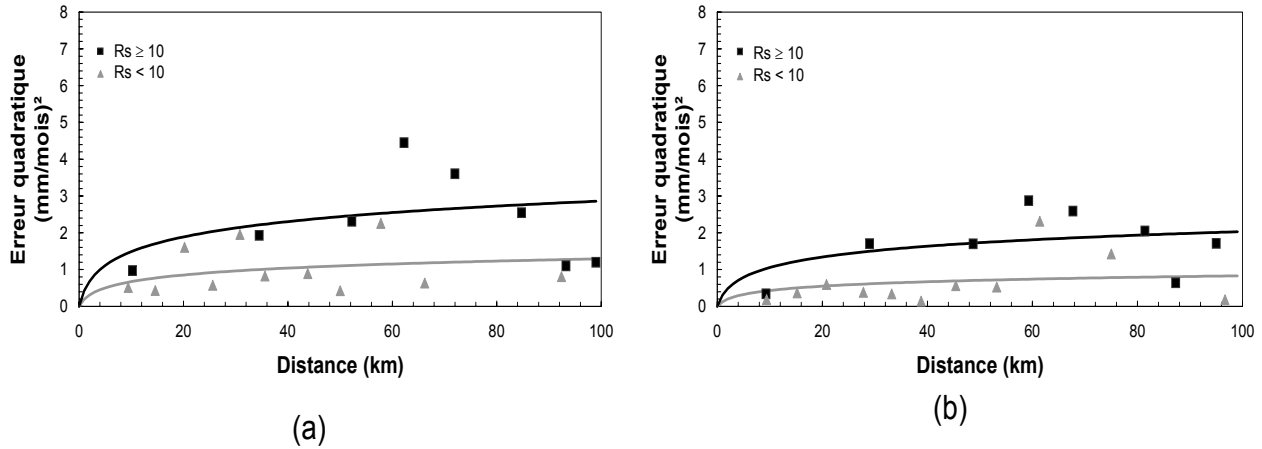 Erreur quadratique
(mm/mois)²
8
7
6
5
4
3
2
1
0
Rs ≥ 10
Rs < 10
0 20 40 60 80 100
Distance (km)
(a)
Erreur quadratique
(mm/mois)²
8
7
6
5
4
3
2
1
0
Rs ≥ 10
Rs < 10
0 20 40 60 80 100
Distance (km)
(b)